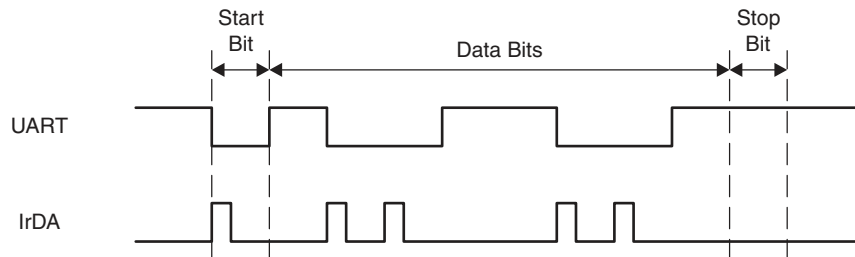 Start
Bit
Data Bits
Stop
Bit
UART
IrDA